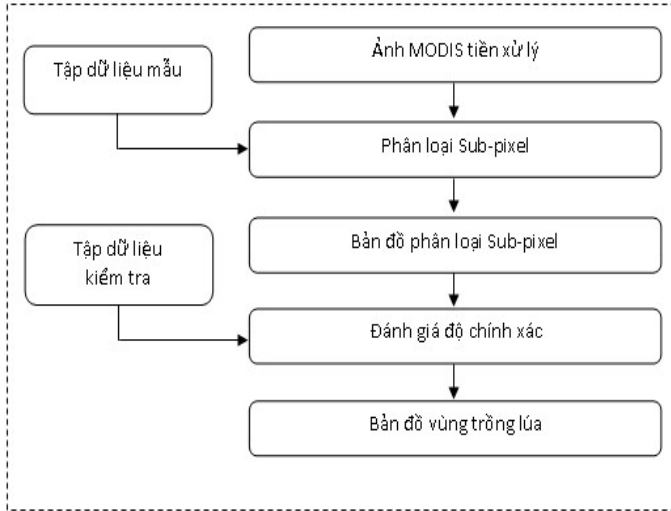 Ảnh MODIS tiền xử lý
Tập dữ liệu mẫu
Phân loại Sub-pixel
Bản đồ phân loại Sub-pixel
Tập dữ liệu
kiểm tra
Đánh giá độ chính xác
Bản đồ vùng trồng lúa